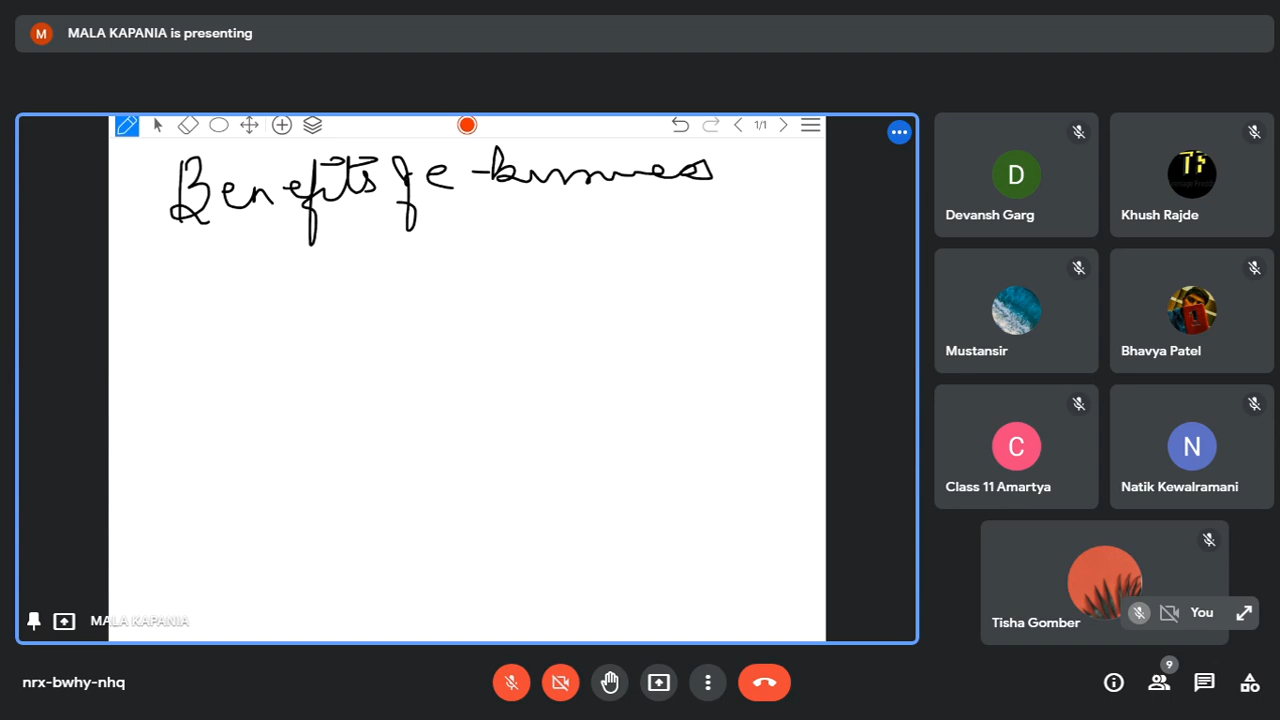 M MALA KAPANIA is presenting
1/1
Benefits of e-business
MALA KAPANIA
D
Devansh Garg
Khush Rajde
Mustansir
Bhavya Patel
C
Class 11 Amartya
N
Natik Kewalramani
Tisha Gomber
You
nrx-bwhy-nhq
9